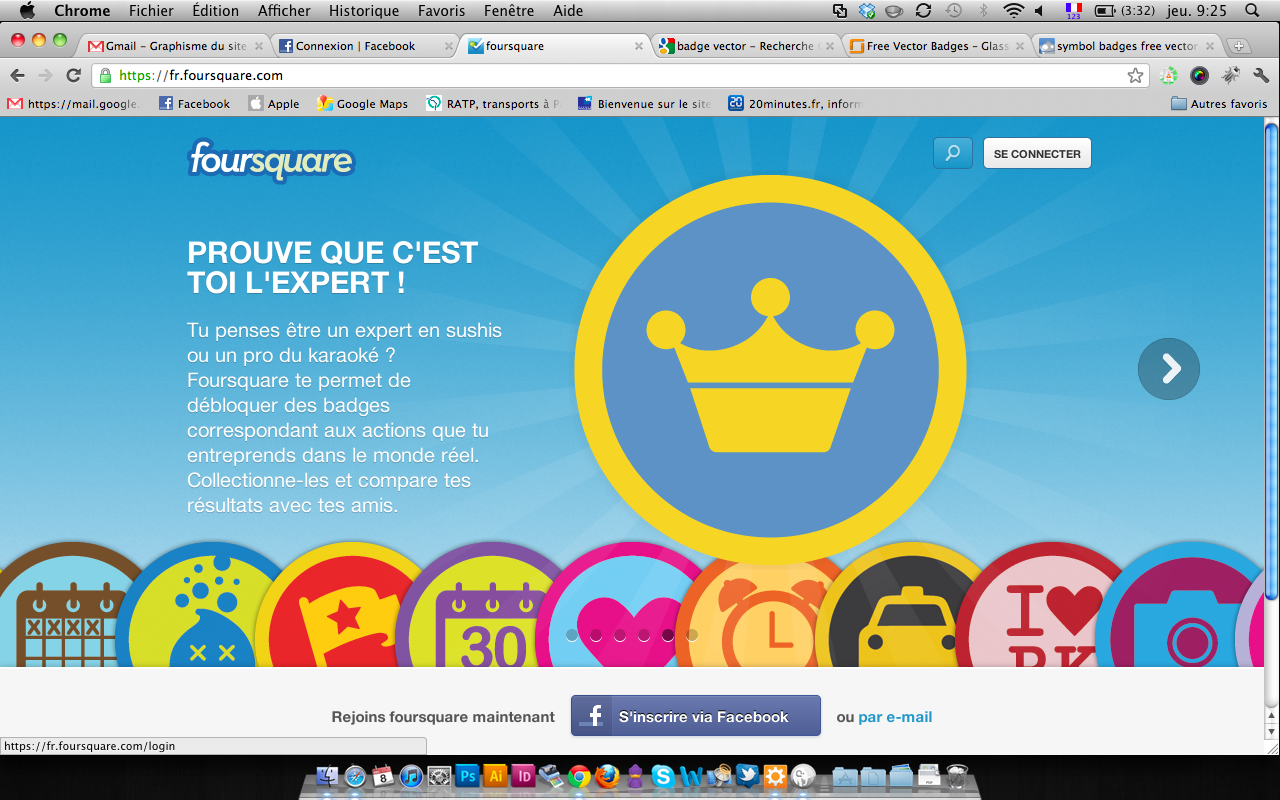 Chrome Fichier Édition Afficher Historique Favoris Fenêtre Aide 123 (3:32) jeu. 9:25
Gmail – Graphisme du site
Connexion | Facebook
foursquare
badge vector – Recherche
Free Vector Badges – Glass
symbol badges free vector
https://fr.foursquare.com
https://mail.google.
Facebook
Apple
Google Maps
RATP, transports à P
Bienvenue sur le site
20
20minutes.fr, inform
Autres favoris
foursquare
SE CONNECTER
PROUVE QUE C'EST
TOI L'EXPERT !
Tu penses être un expert en sushis
ou un pro du karaoké ?
Foursquare te permet de
débloquer des badges
correspondant aux actions que tu
entreprends dans le monde réel.
Collectionne-les et compare tes
résultats avec tes amis.
XXXX
30
I
BK
Rejoins foursquare maintenant
f S'inscrire via Facebook
ou par e-mail
https://fr.foursquare.com/login
8 Ps Ai Id S W